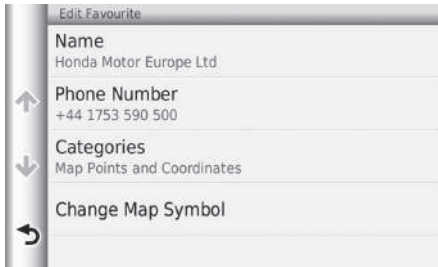 Edit Favourite
Name
Honda Motor Europe Ltd
Phone Number
+44 1753 590 500
Categories
Map Points and Coordinates
Change Map Symbol